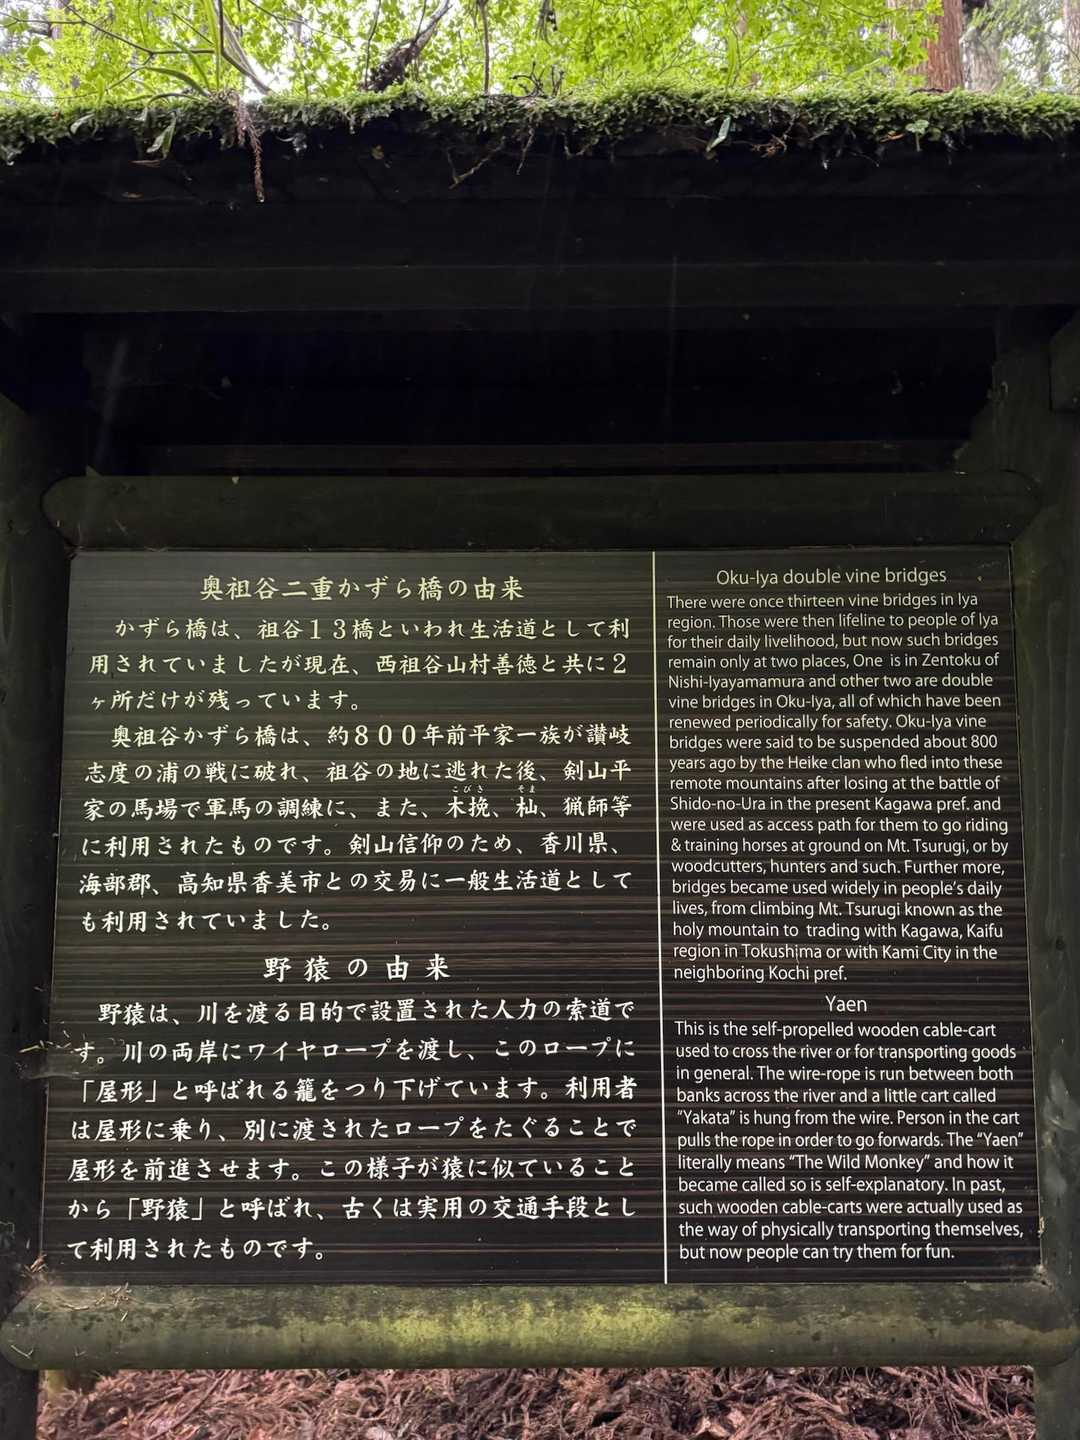 奥祖谷二重かずら橋の由来
かずら橋は、祖谷１３橋といわれ生活道として利
用されていましたが現在、西祖谷山村善徳と共に２
ヶ所だけが残っています。
奥祖谷かずら橋は、約８００年前平家一族が讃岐
志度の浦の戦に破れ、祖谷の地に逃れた後、剣山平
こびき そま
家の馬場で軍馬の調練に、また、木挽、杣、猟師等
に利用されたものです。剣山信仰のため、香川県、
海部郡、高知県香美市との交易に一般生活道として
も利用されていました。
野猿の由来
野猿は、川を渡る目的で設置された人力の索道で
す。川の両岸にワイヤロープを渡し、このロープに
「屋形」と呼ばれる籠をつり下げています。利用者
は屋形に乗り、別に渡されたロープをたぐることで
屋形を前進させます。この様子が猿に似ていること
から「野猿」と呼ばれ、古くは実用の交通手段とし
て利用されたものです。
Oku-Iya double vine bridges
There were once thirteen vine bridges in Iya
region. Those were then lifeline to people of Iya
for their daily livelihood, but now such bridges
remain only at two places, One is in Zentoku of
Nishi-Iyayamamura and other two are double
vine bridges in Oku-Iya, all of which have been
renewed periodically for safety. Oku-Iya vine
bridges were said to be suspended about 800
years ago by the Heike clan who fled into these
remote mountains after losing at the battle of
Shido-no-Ura in the present Kagawa pref. and
were used as access path for them to go riding
& training horses at ground on Mt. Tsurugi, or by
woodcutters, hunters and such. Further more,
bridges became used widely in people's daily
lives, from climbing Mt. Tsurugi known as the
holy mountain to trading with Kagawa, Kaifu
region in Tokushima or with Kami City in the
neighboring Kochi pref.
Yaen
This is the self-propelled wooden cable-cart
used to cross the river or for transporting goods
in general. The wire-rope is run between both
banks across the river and a little cart called
“Yakata” is hung from the wire. Person in the cart
pulls the rope in order to go forwards. The “Yaen”
literally means “The Wild Monkey” and how it
became called so is self-explanatory. In past,
such wooden cable-carts were actually used as
the way of physically transporting themselves,
but now people can try them for fun.